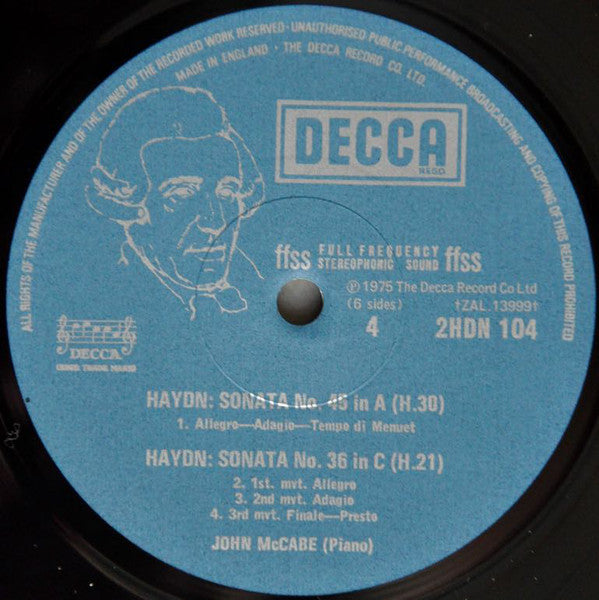 ALL RIGHTS OF THE MANUFACTURER AND OF THE OWNER OF THE RECORDED WORK RESERVED · UNAUTHORISED PUBLIC PERFORMANCE BROADCASTING AND COPYING OF THIS RECORD PROHIBITED
MADE IN ENGLAND · THE DECCA RECORD CO. LTD.
DECCA
REGD.
ffss FULL FREQUENCY STEREOPHONIC SOUND ffss
℗ 1975 The Decca Record Co Ltd
(6 sides) †ZAL.13999†
4 2HDN 104
DECCA
HAYDN: SONATA No. 45 in A (H.30)
1. Allegro—Adagio—Tempo di Menuet
HAYDN: SONATA No. 36 in C (H.21)
2. 1st. mvt. Allegro
3. 2nd mvt. Adagio
4. 3rd mvt. Finale—Presto
JOHN McCABE (Piano)